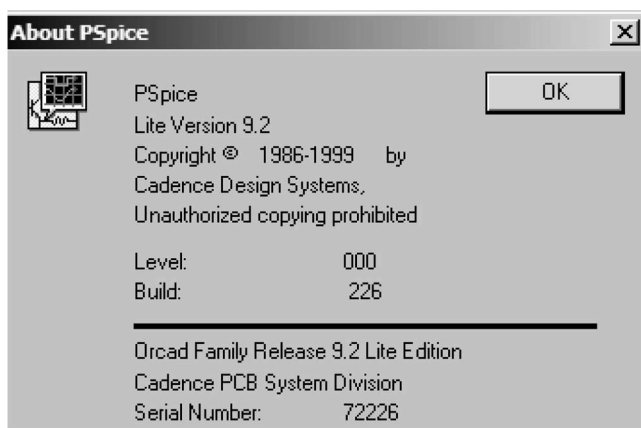 About PSpice
OK
PSpice
Lite Version 9.2
Copyright © 1986-1999 by
Cadence Design Systems,
Unauthorized copying prohibited
Level: 000
Build: 226
Orcad Family Release 9.2 Lite Edition
Cadence PCB System Division
Serial Number: 72226